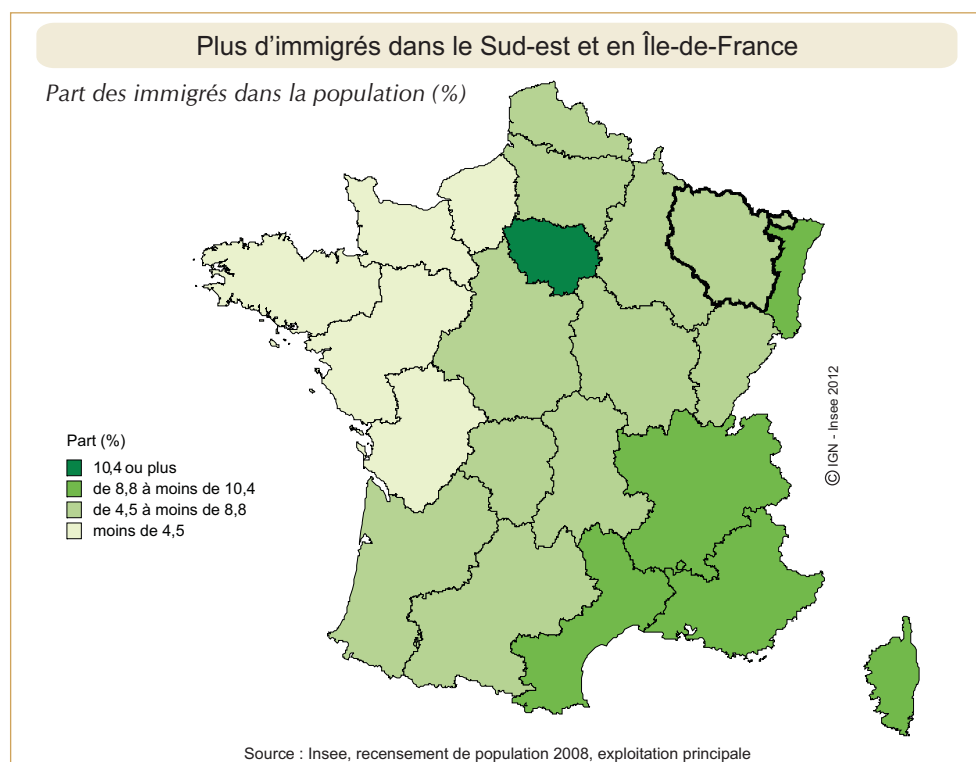 Plus d'immigrés dans le Sud-est et en Île-de-France
Part des immigrés dans la population (%)
Part (%)
10,4 ou plus
de 8,8 à moins de 10,4
de 4,5 à moins de 8,8
moins de 4,5
© IGN - Insee 2012
Source : Insee, recensement de population 2008, exploitation principale